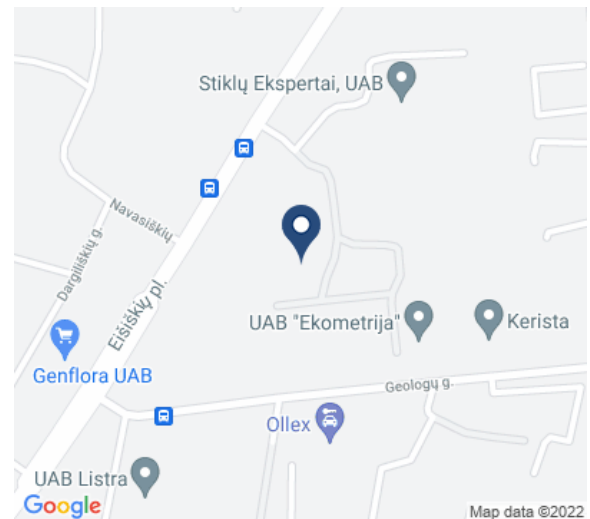 Stiklų Ekspertai, UAB
Navasiškių
Dargiliškių g.
Eišiškių pl.
UAB "Ekometrija"
Kerista
Genflora UAB
Geologų g.
Ollex
UAB Listra
Google
Map data ©2022